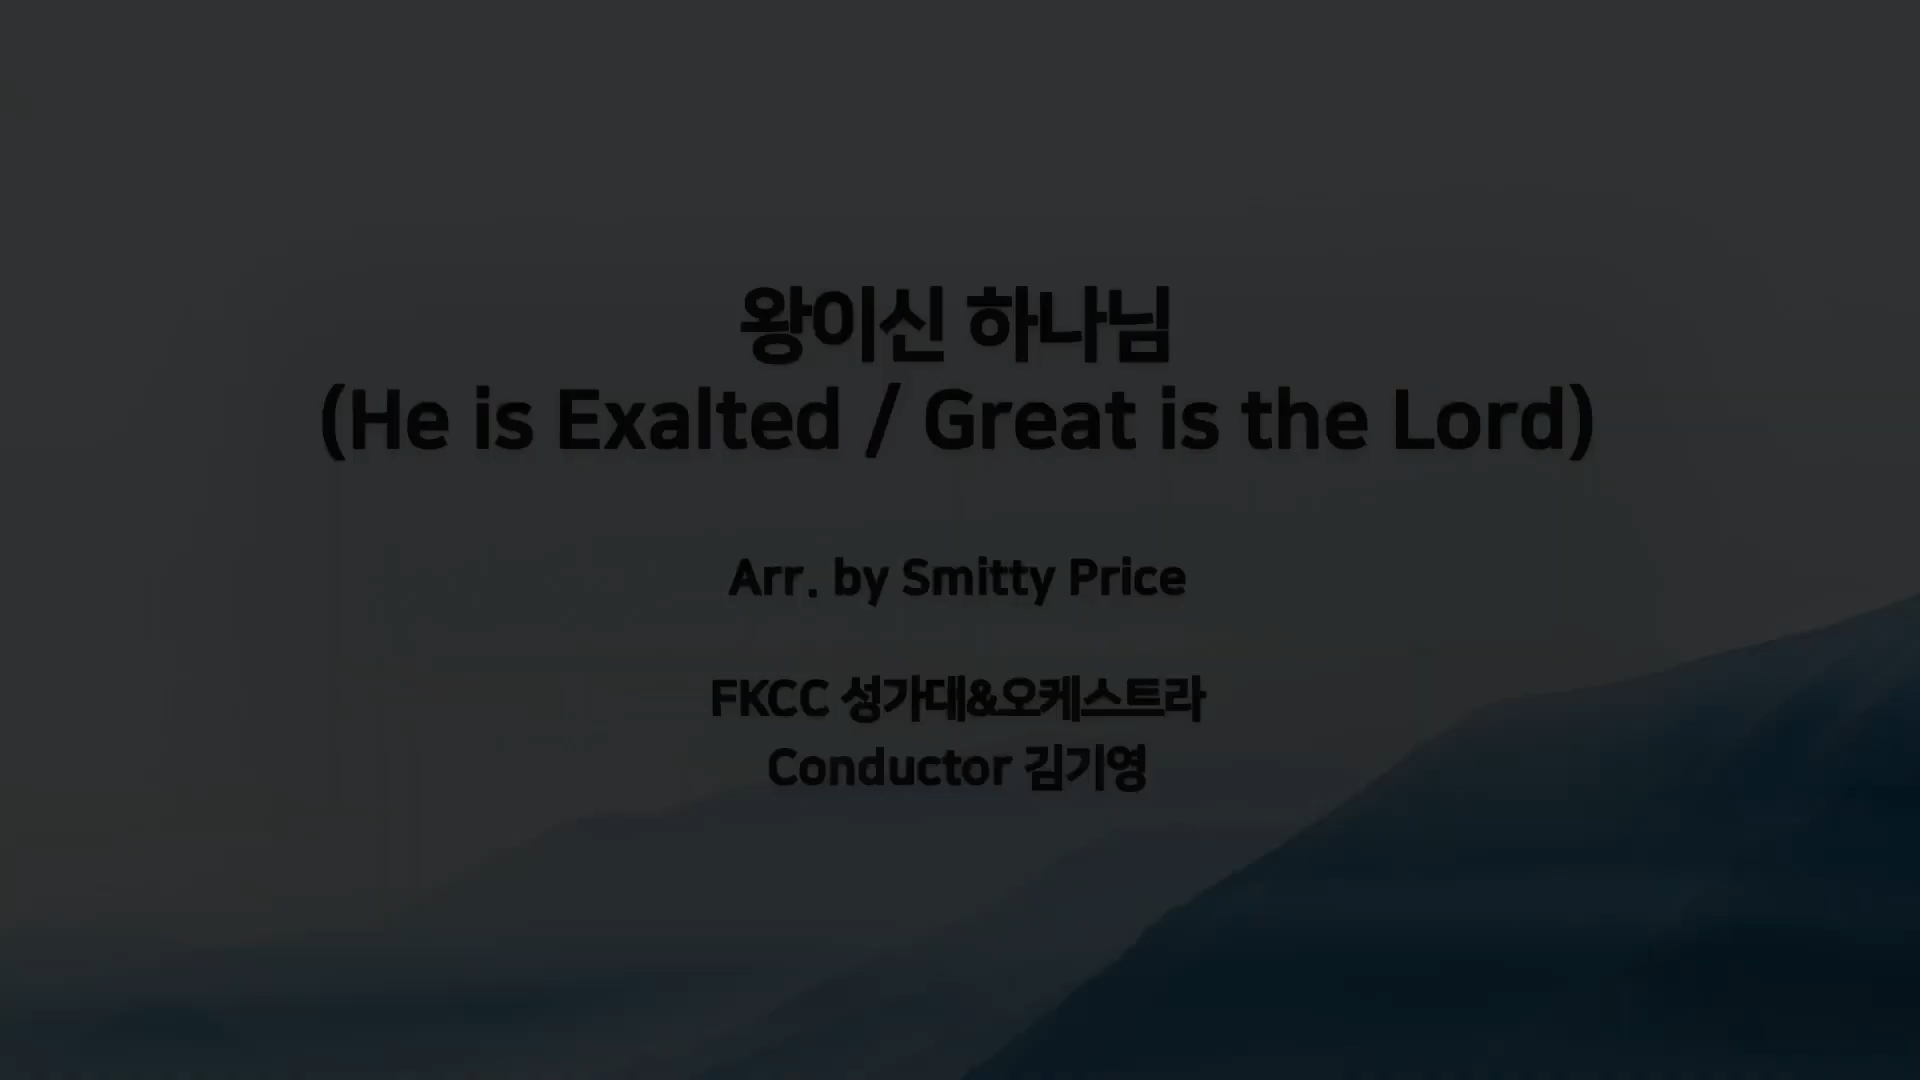 왕이신 하나님
(He is Exalted / Great is the Lord)
Arr. by Smitty Price
FKCC 성가대&오케스트라
Conductor 김기영